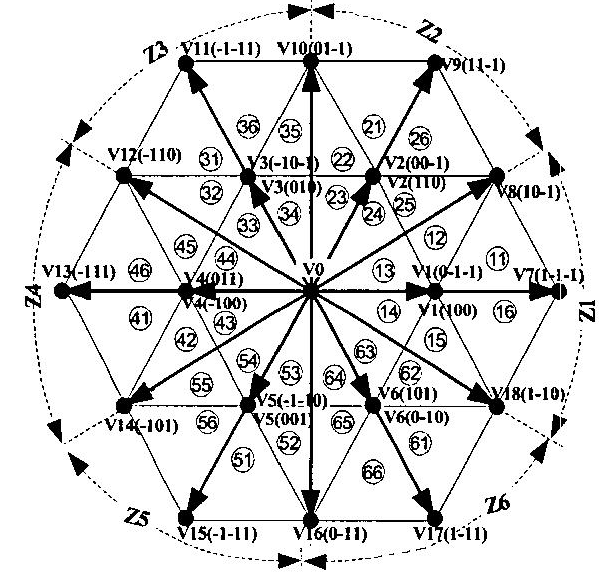 Z3
Z2
V11(-1-11)
V10(01-1)
V9(11-1)
36
35
21
26
V12(-110)
31
V3(-10-1)
22
V2(00-1)
32
V3(010)
23
V2(110)
V8(10-1)
33
34
24
25
12
45
44
11
V13(-111)
46
V4(011)
V0
13
V1(0-1-1)
V7(1-1-1)
Z4
V4(-100)
V1(100)
Z1
41
43
14
16
42
15
54
53
63
55
64
62
V14(-101)
56
V5(-1-10)
V6(101)
V18(1-10)
V5(001)
65
V6(0-10)
52
61
51
66
Z5
Z6
V15(-1-11)
V16(0-11)
V17(1-11)